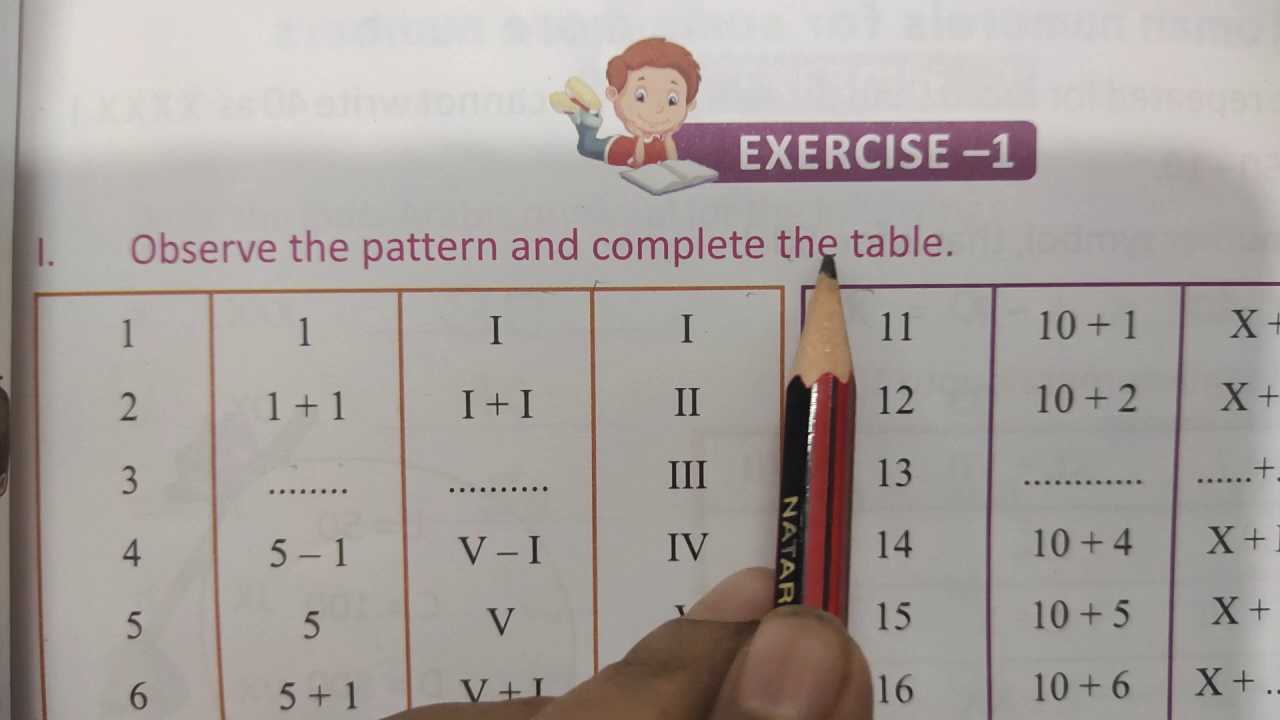 EXERCISE –1
I. Observe the pattern and complete the table.
1 1 I I 11 10 + 1 X +
2 1 + 1 I + I II 12 10 + 2 X +
3 ........ .......... III 13 ............ ......+.
4 5 – 1 V – I IV 14 10 + 4 X +
5 5 V 15 10 + 5 X +
6 5 + 1 V + I 16 10 + 6 X + ..
NATAR